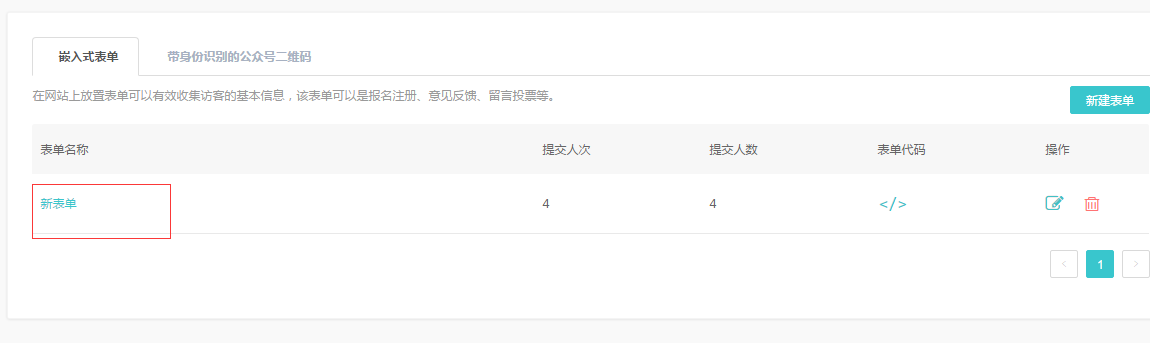 嵌入式表单 带身份识别的公众号二维码
在网站上放置表单可以有效收集访客的基本信息，该表单可以是报名注册、意见反馈、留言投票等。
新建表单
表单名称 提交人次 提交人数 表单代码 操作
新表单 4 4 </>
< 1 >